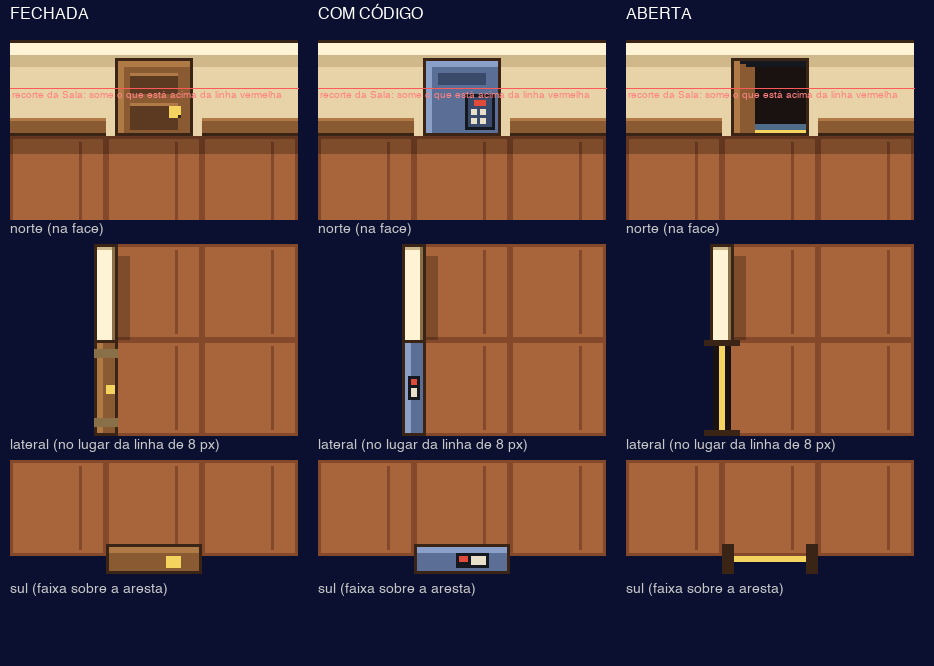 FECHADA COM CÓDIGO ABERTA
recorte da Sala: some o que está acima da linha vermelha recorte da Sala: some o que está acima da linha vermelha recorte da Sala: some o que está acima da linha vermelha
norte (na face) norte (na face) norte (na face)
lateral (no lugar da linha de 8 px) lateral (no lugar da linha de 8 px) lateral (no lugar da linha de 8 px)
sul (faixa sobre a aresta) sul (faixa sobre a aresta) sul (faixa sobre a aresta)